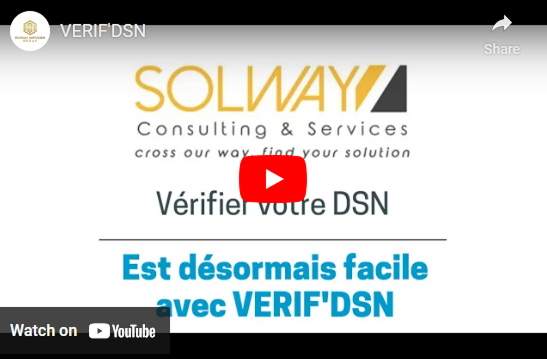 VERIF'DSN
Share
SOLWAY
Consulting & Services
cross our way, find your solution
Vérifier votre DSN
Est désormais facile
avec VERIF'DSN
Watch on YouTube